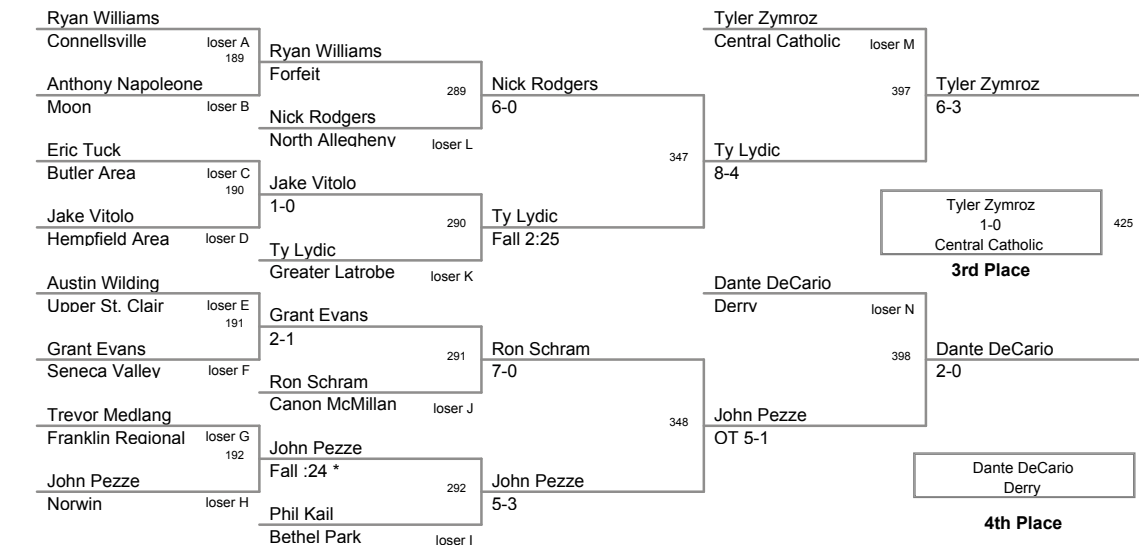 Ryan Williams
Connellsville
loser A
189
Anthony Napoleone
Moon
loser B
Eric Tuck
Butler Area
loser C
190
Jake Vitolo
Hempfield Area
loser D
Austin Wilding
Upper St. Clair
loser E
191
Grant Evans
Seneca Valley
loser F
Trevor Medlang
Franklin Regional
loser G
192
John Pezze
Norwin
loser H
Ryan Williams
Forfeit
289
Nick Rodgers
North Allegheny
loser L
Jake Vitolo
1-0
290
Ty Lydic
Greater Latrobe
loser K
Grant Evans
2-1
291
Ron Schram
Canon McMillan
loser J
John Pezze
Fall :24 *
292
Phil Kail
Bethel Park
loser I
Nick Rodgers
6-0
347
Ty Lydic
Fall 2:25
Ron Schram
7-0
348
John Pezze
5-3
Tyler Zymroz
Central Catholic
loser M
397
Ty Lydic
8-4
Dante DeCario
Derry
loser N
398
John Pezze
OT 5-1
Tyler Zymroz
6-3
Tyler Zymroz
1-0
Central Catholic
425
3rd Place
Dante DeCario
2-0
Dante DeCario
Derry
4th Place